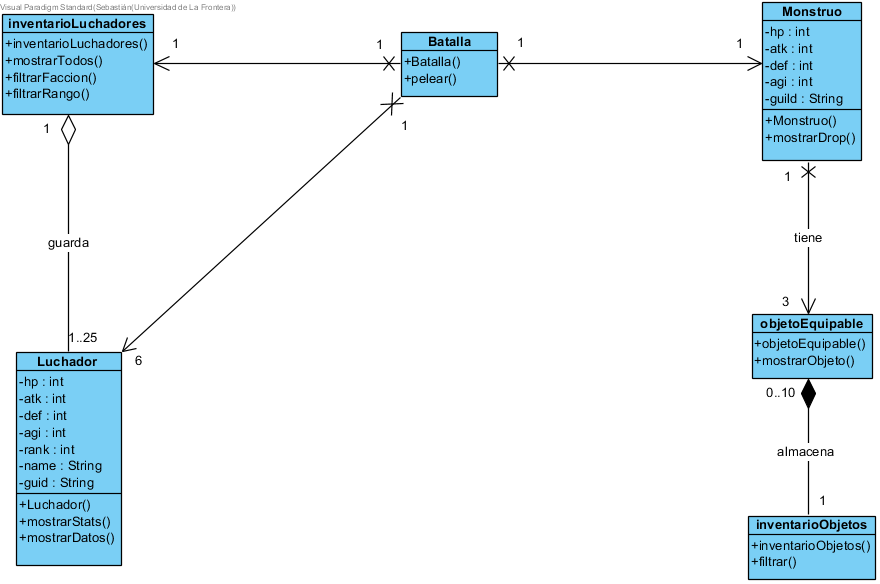 Visual Paradigm Standard(Sebastián(Universidad de La Frontera))
inventarioLuchadores
+inventarioLuchadores()
+mostrarTodos()
+filtrarFaccion()
+filtrarRango()
1
1
Batalla
+Batalla()
+pelear()
1
1
Monstruo
-hp : int
-atk : int
-def : int
-agi : int
-guild : String
+Monstruo()
+mostrarDrop()
1
1
1
guarda
tiene
1..25
6
3
Luchador
-hp : int
-atk : int
-def : int
-agi : int
-rank : int
-name : String
-guid : String
+Luchador()
+mostrarStats()
+mostrarDatos()
objetoEquipable
+objetoEquipable()
+mostrarObjeto()
0..10
almacena
1
inventarioObjetos
+inventarioObjetos()
+filtrar()